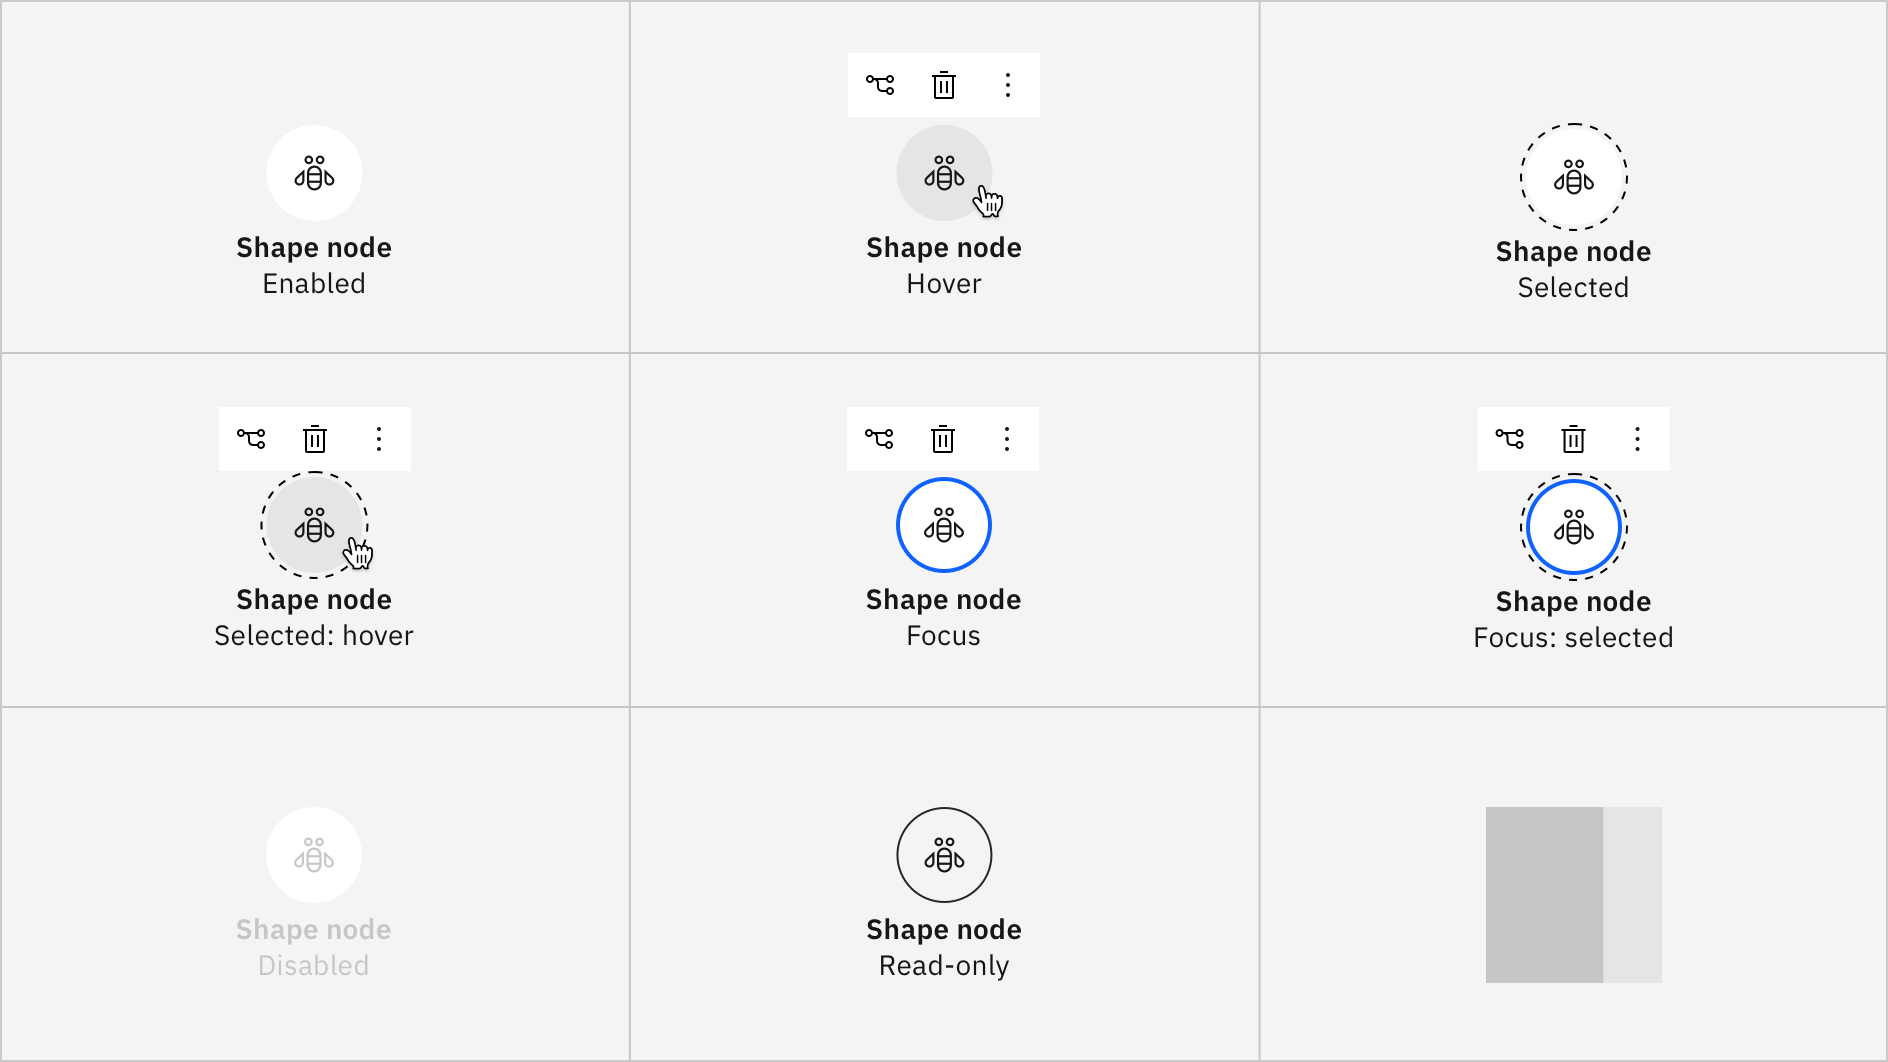 Shape node
Enabled
Shape node
Hover
Shape node
Selected
Shape node
Selected: hover
Shape node
Focus
Shape node
Focus: selected
Shape node
Disabled
Shape node
Read-only